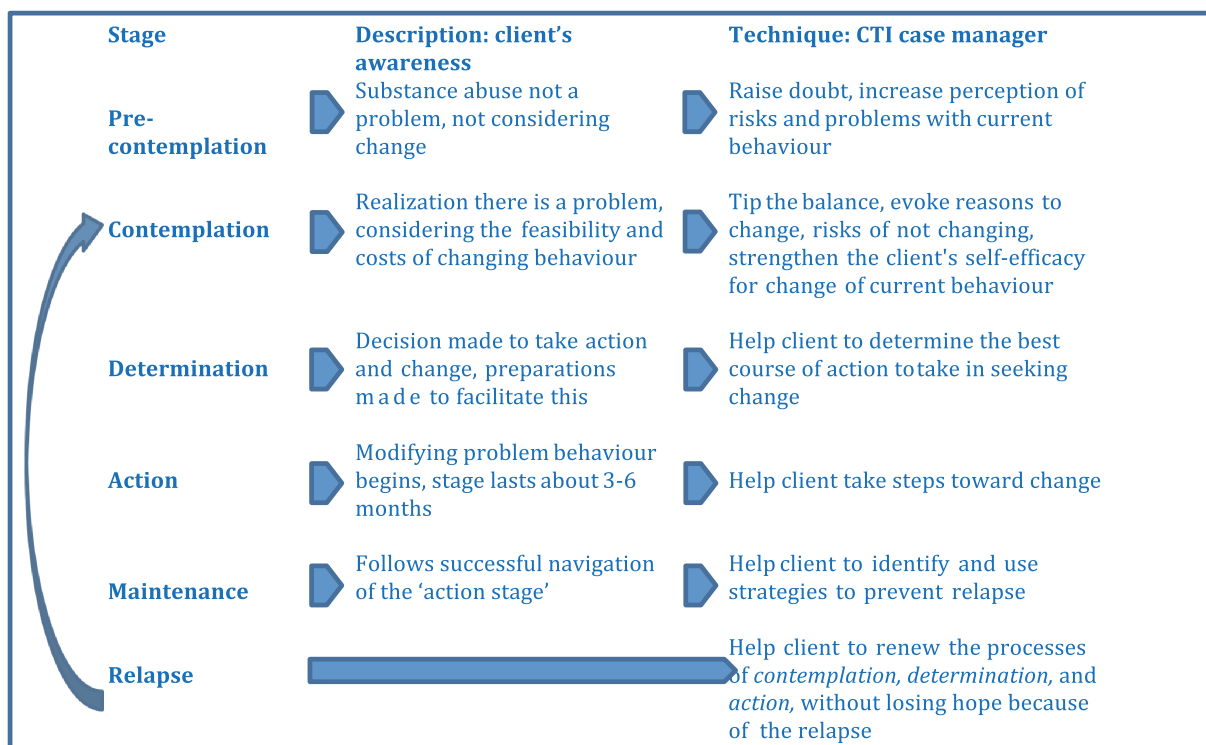 Stage
Description: client’s
awareness
Technique: CTI case manager
Pre-
contemplation
Substance abuse not a
problem, not considering
change
Raise doubt, increase perception of
risks and problems with current
behaviour
Contemplation
Realization there is a problem,
considering the feasibility and
costs of changing behaviour
Tip the balance, evoke reasons to
change, risks of not changing,
strengthen the client's self-efficacy
for change of current behaviour
Determination
Decision made to take action
and change, preparations
made to facilitate this
Help client to determine the best
course of action to take in seeking
change
Action
Modifying problem behaviour
begins, stage lasts about 3-6
months
Help client take steps toward change
Maintenance
Follows successful navigation
of the ‘action stage’
Help client to identify and use
strategies to prevent relapse
Relapse
Help client to renew the processes
of contemplation, determination, and
action, without losing hope because
of the relapse